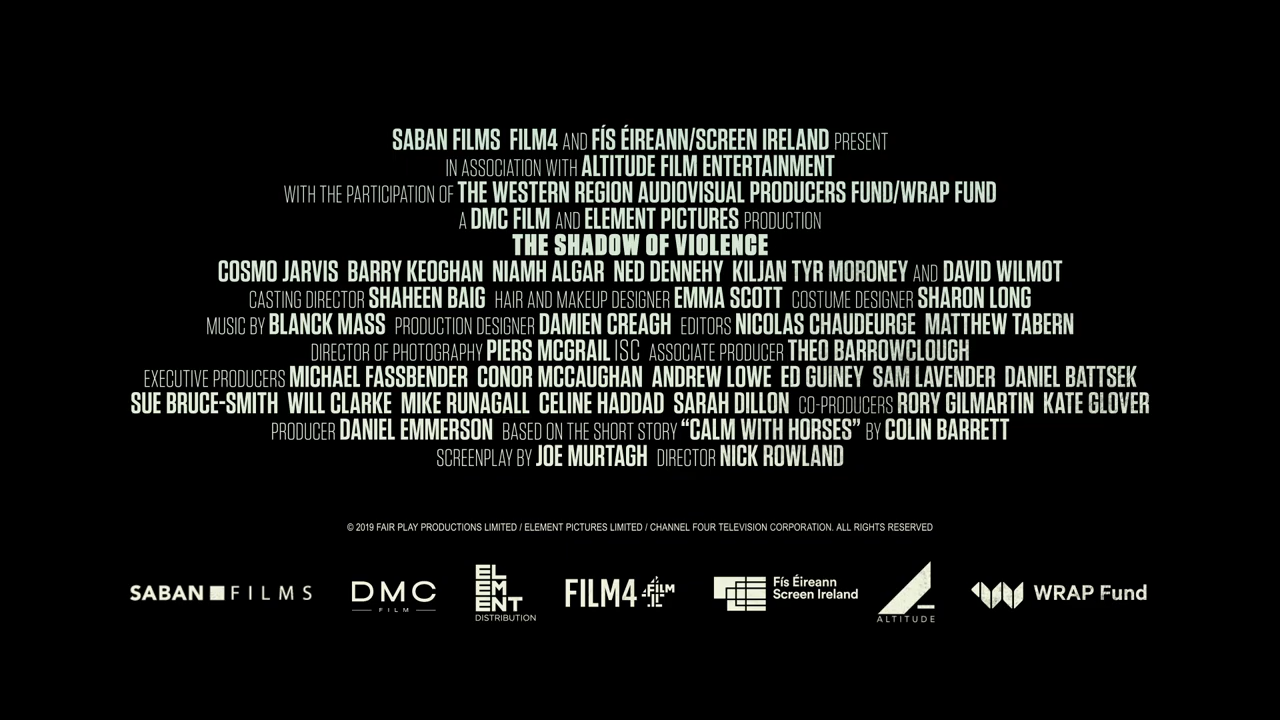 SABAN FILMS FILM4 AND FÍS ÉIREANN/SCREEN IRELAND PRESENT
IN ASSOCIATION WITH ALTITUDE FILM ENTERTAINMENT
WITH THE PARTICIPATION OF THE WESTERN REGION AUDIOVISUAL PRODUCERS FUND/WRAP FUND
A DMC FILM AND ELEMENT PICTURES PRODUCTION
THE SHADOW OF VIOLENCE
COSMO JARVIS BARRY KEOGHAN NIAMH ALGAR NED DENNEHY KILJAN TYR MORONEY AND DAVID WILMOT
CASTING DIRECTOR SHAHEEN BAIG HAIR AND MAKEUP DESIGNER EMMA SCOTT COSTUME DESIGNER SHARON LONG
MUSIC BY BLANCK MASS PRODUCTION DESIGNER DAMIEN CREAGH EDITORS NICOLAS CHAUDEURGE MATTHEW TABERN
DIRECTOR OF PHOTOGRAPHY PIERS MCGRAIL ISC ASSOCIATE PRODUCER THEO BARROWCLOUGH
EXECUTIVE PRODUCERS MICHAEL FASSBENDER CONOR MCCAUGHAN ANDREW LOWE ED GUINEY SAM LAVENDER DANIEL BATTSEK
SUE BRUCE-SMITH WILL CLARKE MIKE RUNAGALL CELINE HADDAD SARAH DILLON CO-PRODUCERS RORY GILMARTIN KATE GLOVER
PRODUCER DANIEL EMMERSON BASED ON THE SHORT STORY “CALM WITH HORSES” BY COLIN BARRETT
SCREENPLAY BY JOE MURTAGH DIRECTOR NICK ROWLAND
© 2019 FAIR PLAY PRODUCTIONS LIMITED / ELEMENT PICTURES LIMITED / CHANNEL FOUR TELEVISION CORPORATION. ALL RIGHTS RESERVED
SABAN FILMS
DMC
FILM
ELEMENT
DISTRIBUTION
FILM4 FILM
Fís Éireann
Screen Ireland
ALTITUDE
WRAP Fund